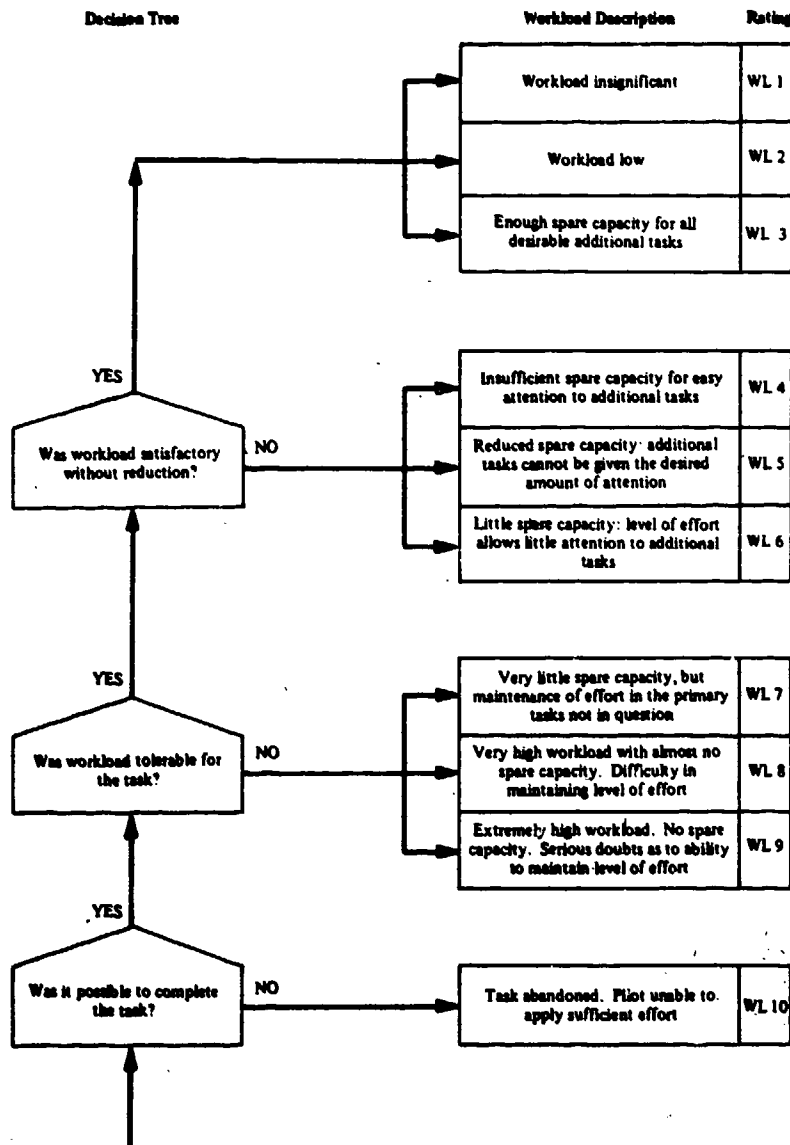 Decision Tree
Workload Description
Rating
Workload insignificant
WL 1
Workload low
WL 2
Enough spare capacity for all
desirable additional tasks
WL 3
YES
Was workload satisfactory
without reduction?
NO
Insufficient spare capacity for easy
attention to additional tasks
WL 4
Reduced spare capacity: additional
tasks cannot be given the desired
amount of attention
WL 5
Little spare capacity: level of effort
allows little attention to additional
tasks
WL 6
YES
Was workload tolerable for
the task?
NO
Very little spare capacity, but
maintenance of effort in the primary
tasks not in question
WL 7
Very high workload with almost no
spare capacity. Difficulty in
maintaining level of effort
WL 8
Extremely high workload. No spare
capacity. Serious doubts as to ability
to maintain level of effort
WL 9
YES
Was it possible to complete
the task?
NO
Task abandoned. Pilot unable to
apply sufficient effort
WL 10